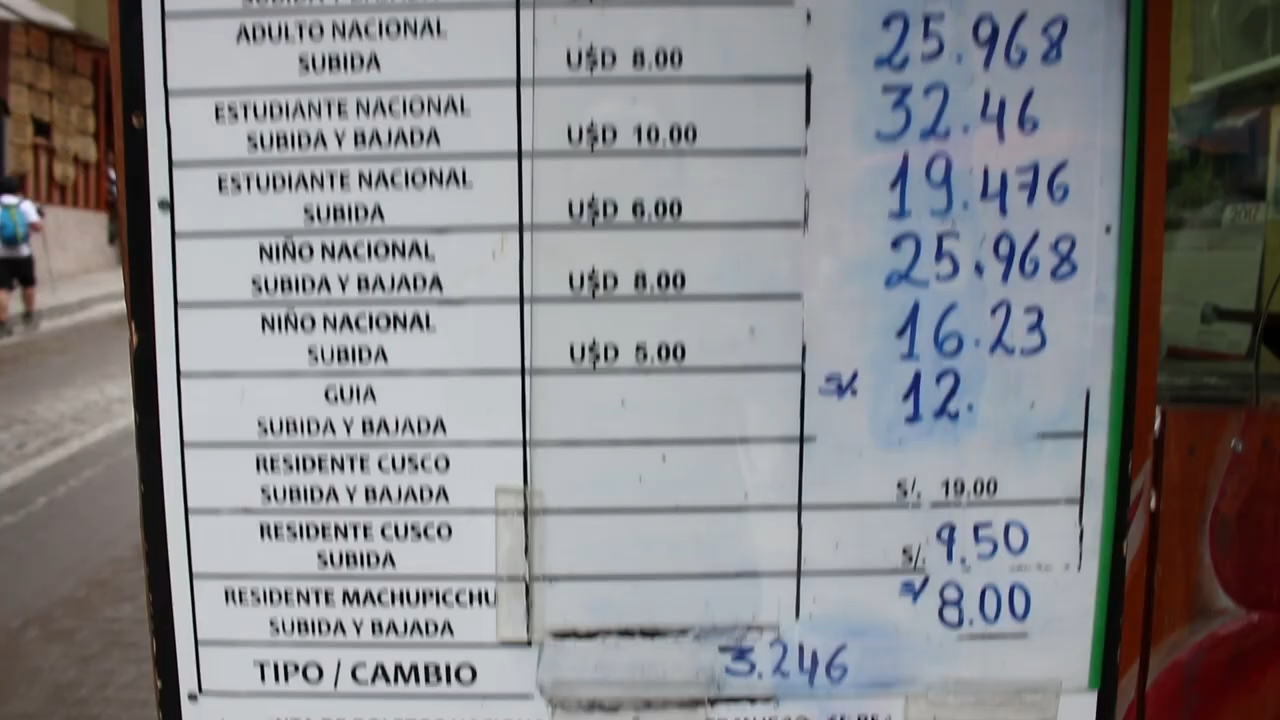 ADULTO NACIONAL
SUBIDA
U$D 8.00
25.968
ESTUDIANTE NACIONAL
SUBIDA Y BAJADA
U$D 10.00
32.46
ESTUDIANTE NACIONAL
SUBIDA
U$D 6.00
19.476
NIÑO NACIONAL
SUBIDA Y BAJADA
U$D 8.00
25.968
NIÑO NACIONAL
SUBIDA
U$D 5.00
16.23
GUIA
SUBIDA Y BAJADA
S/. 12.
RESIDENTE CUSCO
SUBIDA Y BAJADA
S/. 19.00
RESIDENTE CUSCO
SUBIDA
S/. 9.50
RESIDENTE MACHUPICCHU
SUBIDA Y BAJADA
S/ 8.00
TIPO / CAMBIO
3.246